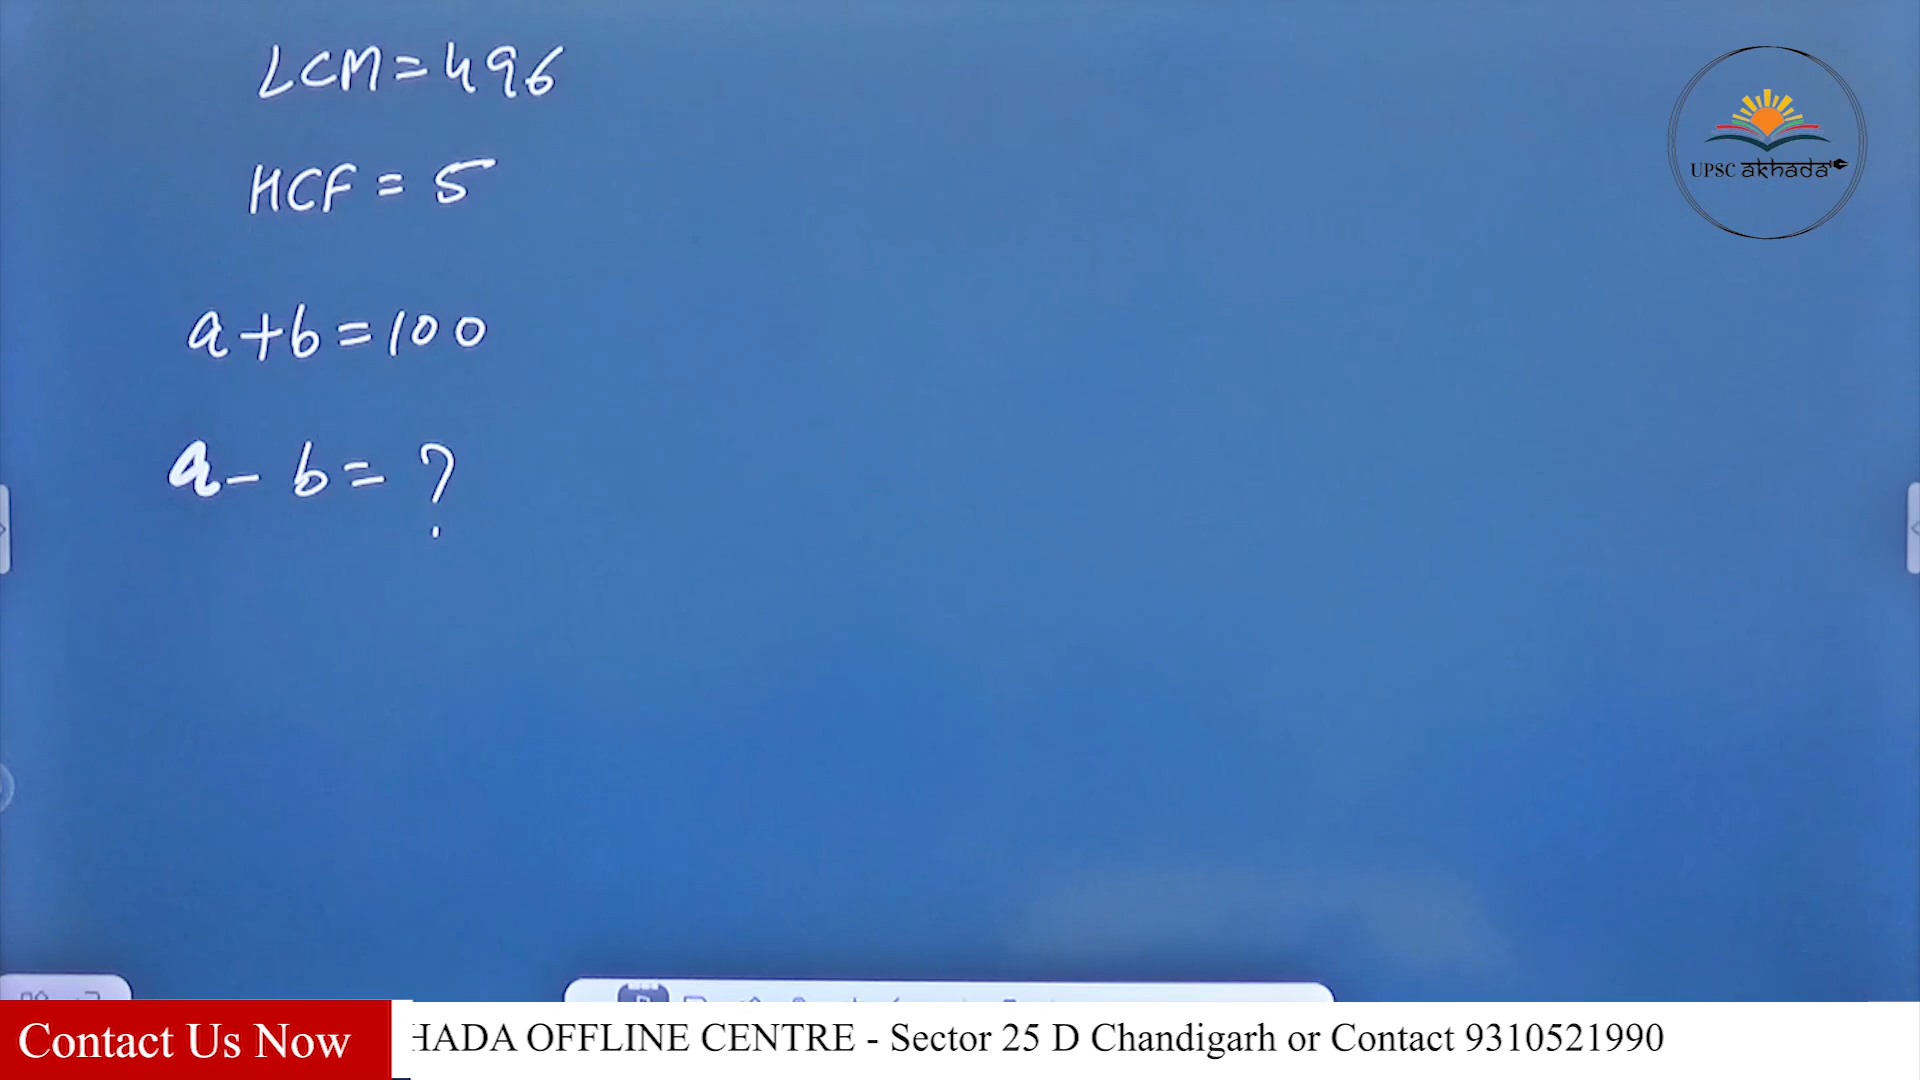 LCM = 496
HCF = 5
a + b = 100
a - b = ?
UPSC akhada
Contact Us Now
HADA OFFLINE CENTRE - Sector 25 D Chandigarh or Contact 9310521990